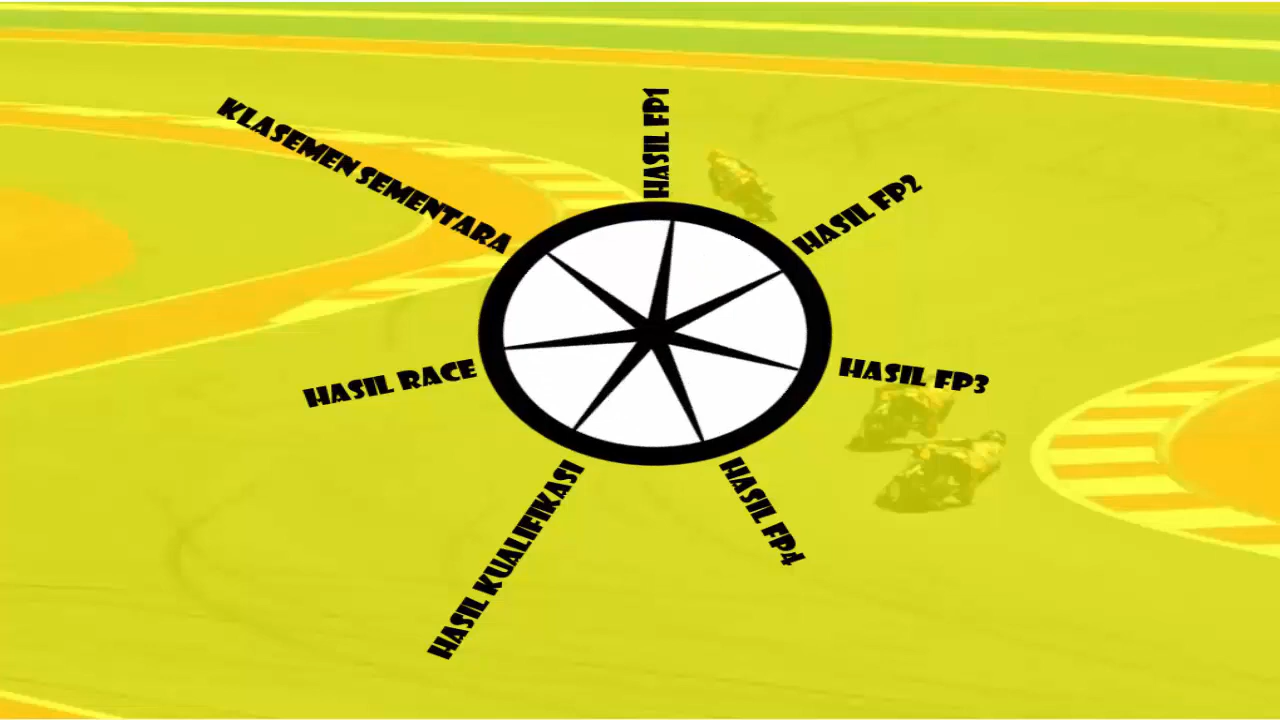 HASIL FP1
HASIL FP2
HASIL FP3
HASIL FP4
HASIL KUALIFIKASI
HASIL RACE
KLASEMEN SEMENTARA